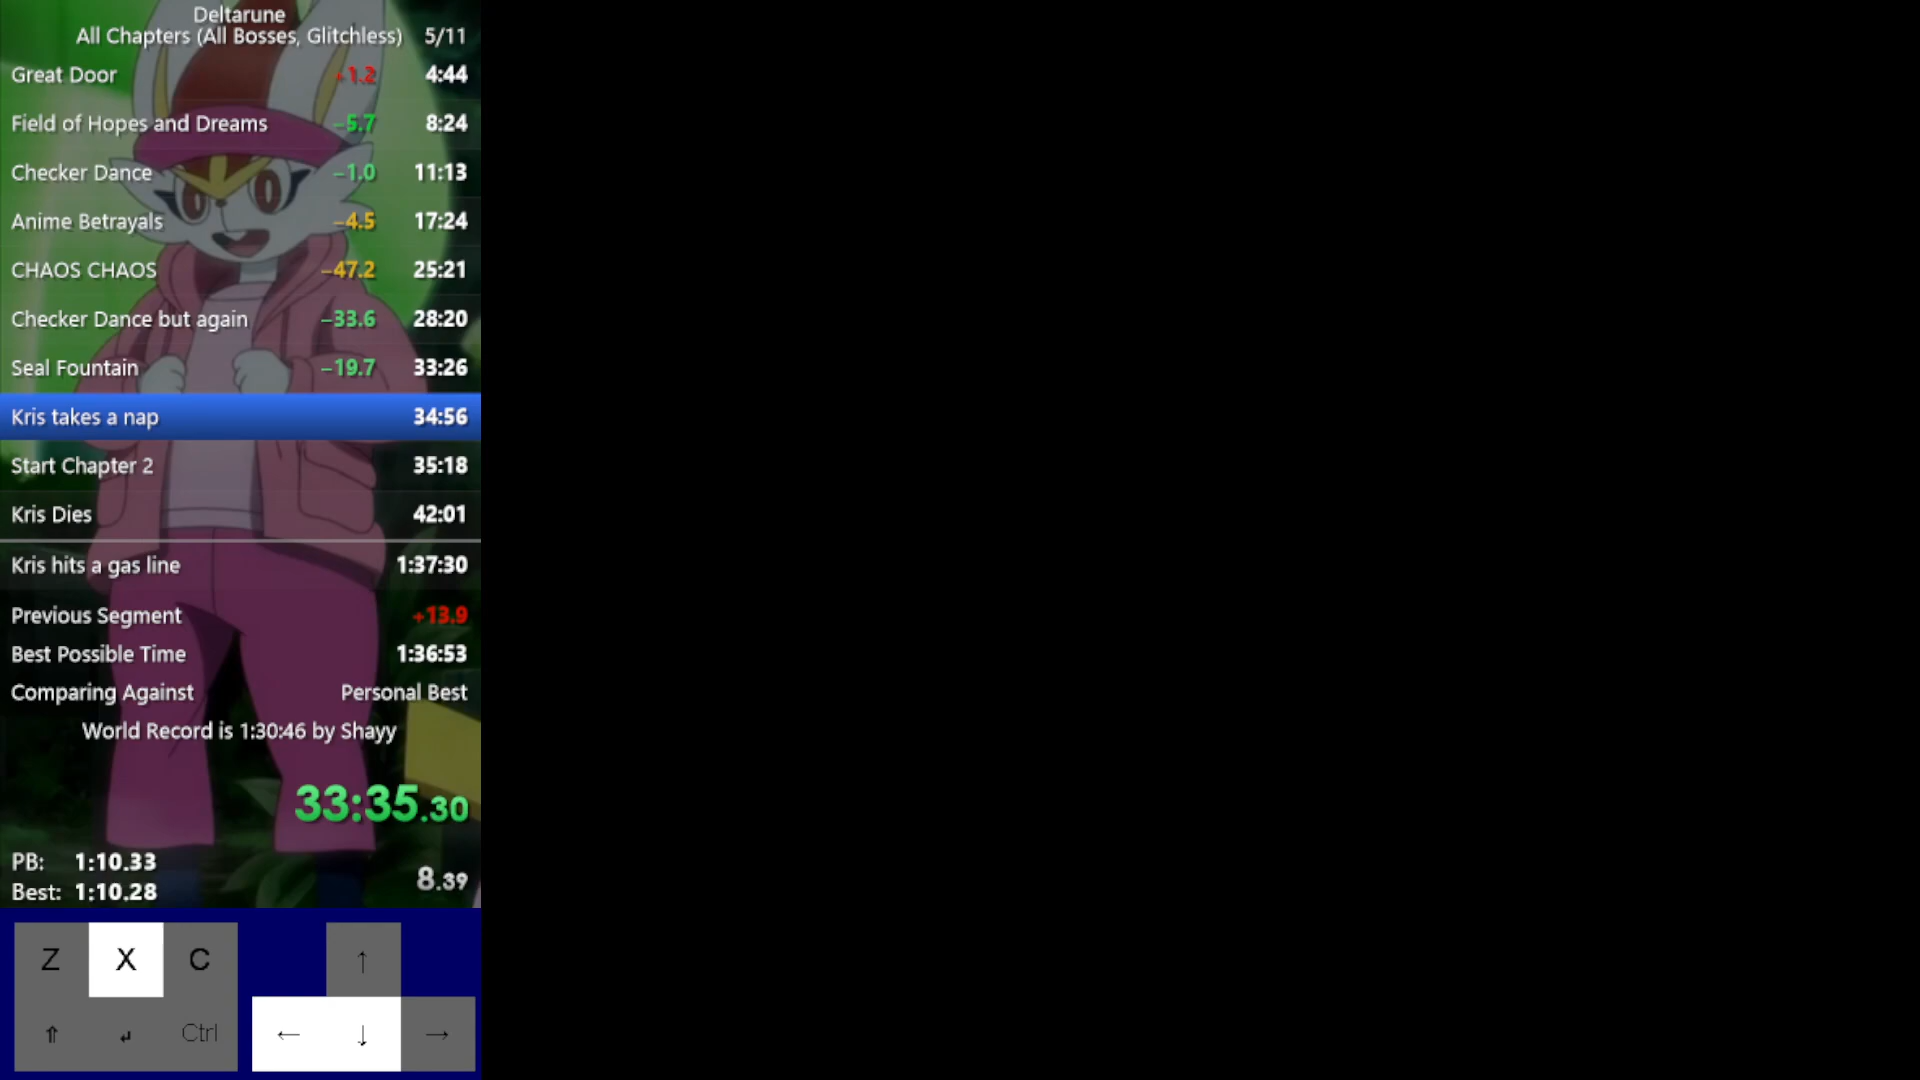 Deltarune
All Chapters (All Bosses, Glitchless) 5/11
Great Door +1.2 4:44
Field of Hopes and Dreams −5.7 8:24
Checker Dance −1.0 11:13
Anime Betrayals −4.5 17:24
CHAOS CHAOS −47.2 25:21
Checker Dance but again −33.6 28:20
Seal Fountain −19.7 33:26
Kris takes a nap 34:56
Start Chapter 2 35:18
Kris Dies 42:01
Kris hits a gas line 1:37:30
Previous Segment +13.9
Best Possible Time 1:36:53
Comparing Against Personal Best
World Record is 1:30:46 by Shayy
33:35.30
PB: 1:10.33
Best: 1:10.28
8.39
Z X C ↑
⇑ ↵ Ctrl ← ↓ →